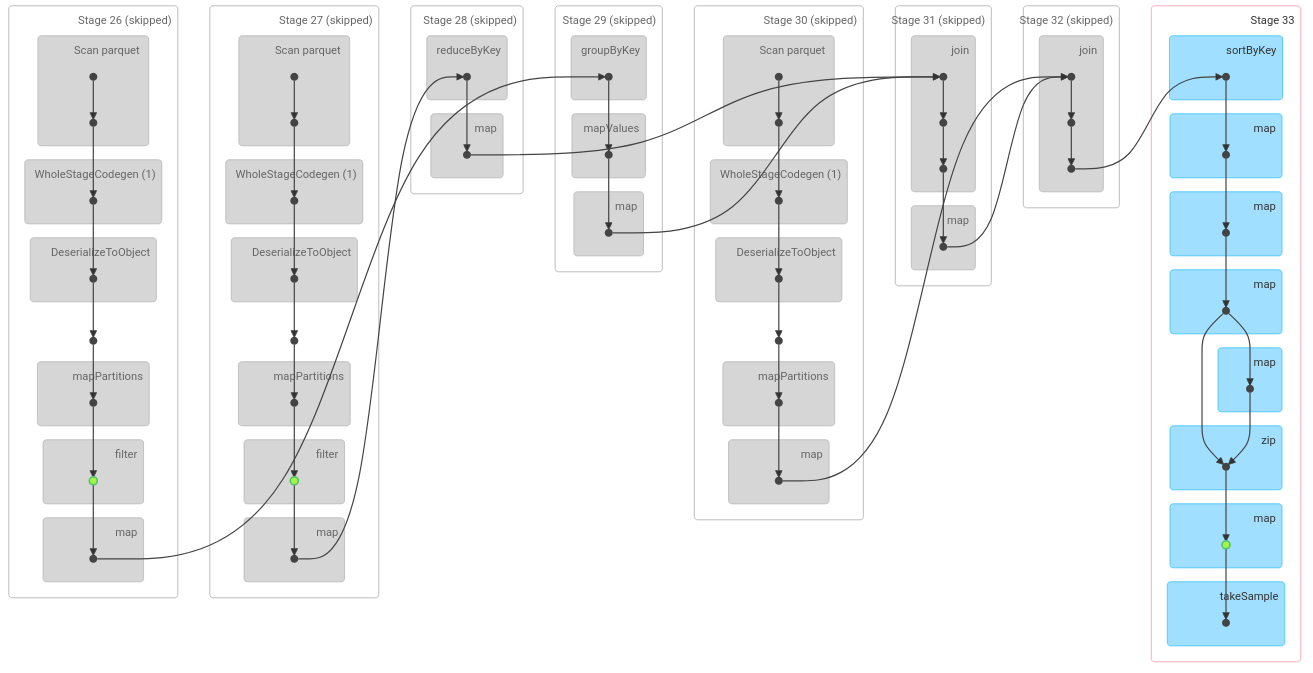 Stage 26 (skipped)
Scan parquet
WholeStageCodegen (1)
DeserializeToObject
mapPartitions
filter
map
Stage 27 (skipped)
Scan parquet
WholeStageCodegen (1)
DeserializeToObject
mapPartitions
filter
map
Stage 28 (skipped)
reduceByKey
map
Stage 29 (skipped)
groupByKey
mapValues
map
Stage 30 (skipped)
Scan parquet
WholeStageCodegen (1)
DeserializeToObject
mapPartitions
map
Stage 31 (skipped)
join
map
Stage 32 (skipped)
join
Stage 33
sortByKey
map
map
map
map
zip
map
takeSample